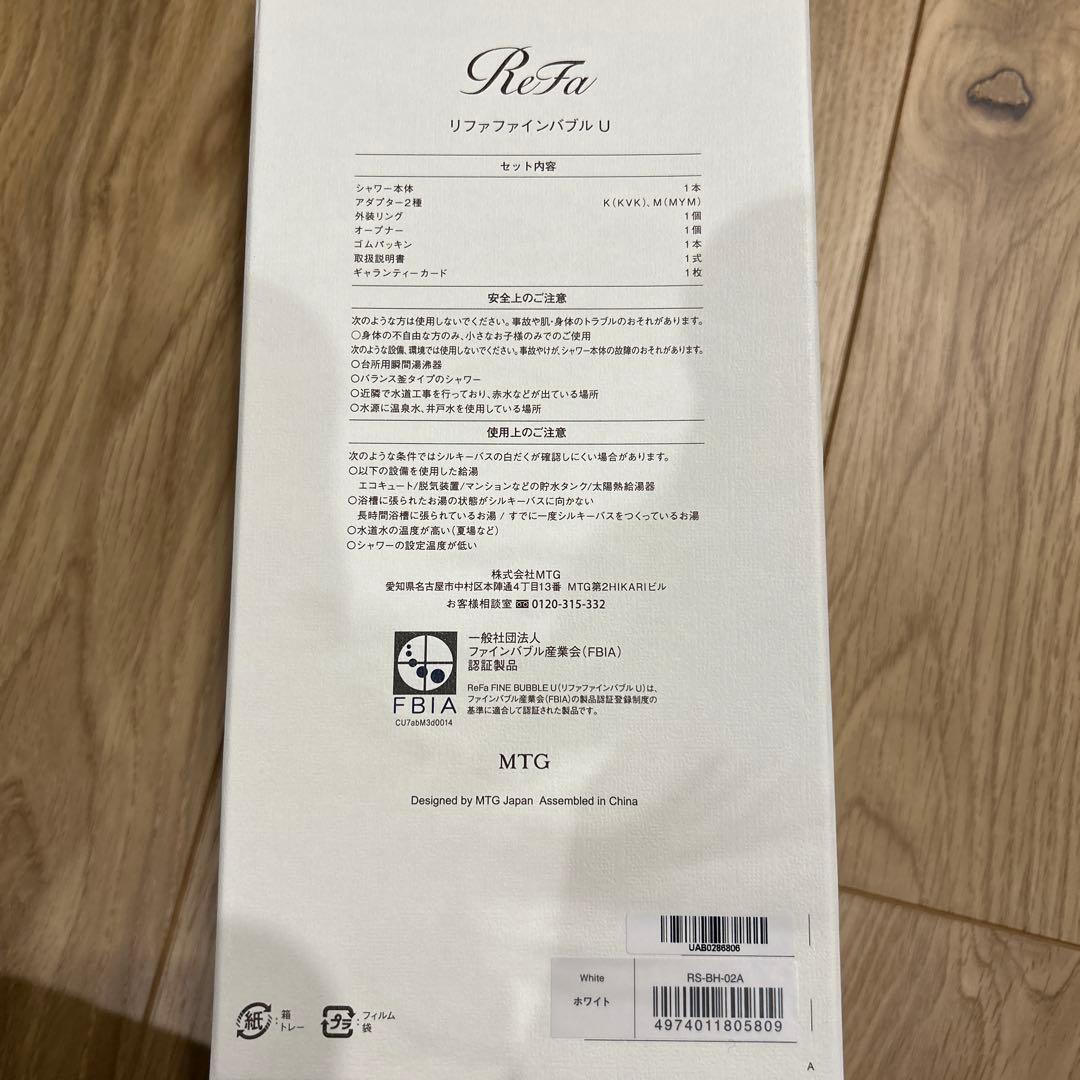 ReFa
リファファインバブル U
セット内容
シャワー本体 1本
アダプター2種 K(KVK)、M(MYM)
外装リング 1個
オープナー 1個
ゴムパッキン 1本
取扱説明書 1式
ギャランティーカード 1枚
安全上のご注意
次のような方は使用しないでください。事故や肌・身体のトラブルのおそれがあります。
○身体の不自由な方のみ、小さなお子様のみでのご使用
次のような設備、環境では使用しないでください。事故やけが、シャワー本体の故障のおそれがあります。
○台所用瞬間湯沸器
○バランス釜タイプのシャワー
○近隣で水道工事を行っており、赤水などが出ている場所
○水源に温泉水、井戸水を使用している場所
使用上のご注意
次のような条件ではシルキーバスの白だくが確認しにくい場合があります。
○以下の設備を使用した給湯
エコキュート/脱気装置/マンションなどの貯水タンク/太陽熱給湯器
○浴槽に張られたお湯の状態がシルキーバスに向かない
長時間浴槽に張られているお湯 / すでに一度シルキーバスをつくっているお湯
○水道水の温度が高い(夏場など)
○シャワーの設定温度が低い
株式会社MTG
愛知県名古屋市中村区本陣通4丁目13番 MTG第2HIKARIビル
お客様相談室 0120-315-332
一般社団法人
ファインバブル産業会(FBIA)
認証製品
ReFa FINE BUBBLE U(リファファインバブル U)は、
ファインバブル産業会(FBIA)の製品認証登録制度の
基準に適合して認証された製品です。
FBIA
CU7abM3d0014
MTG
Designed by MTG Japan Assembled in China
UAB0286806
White
ホワイト
RS-BH-02A
4974011805809
紙 : 箱
トレー
プラ : フィルム
袋
A